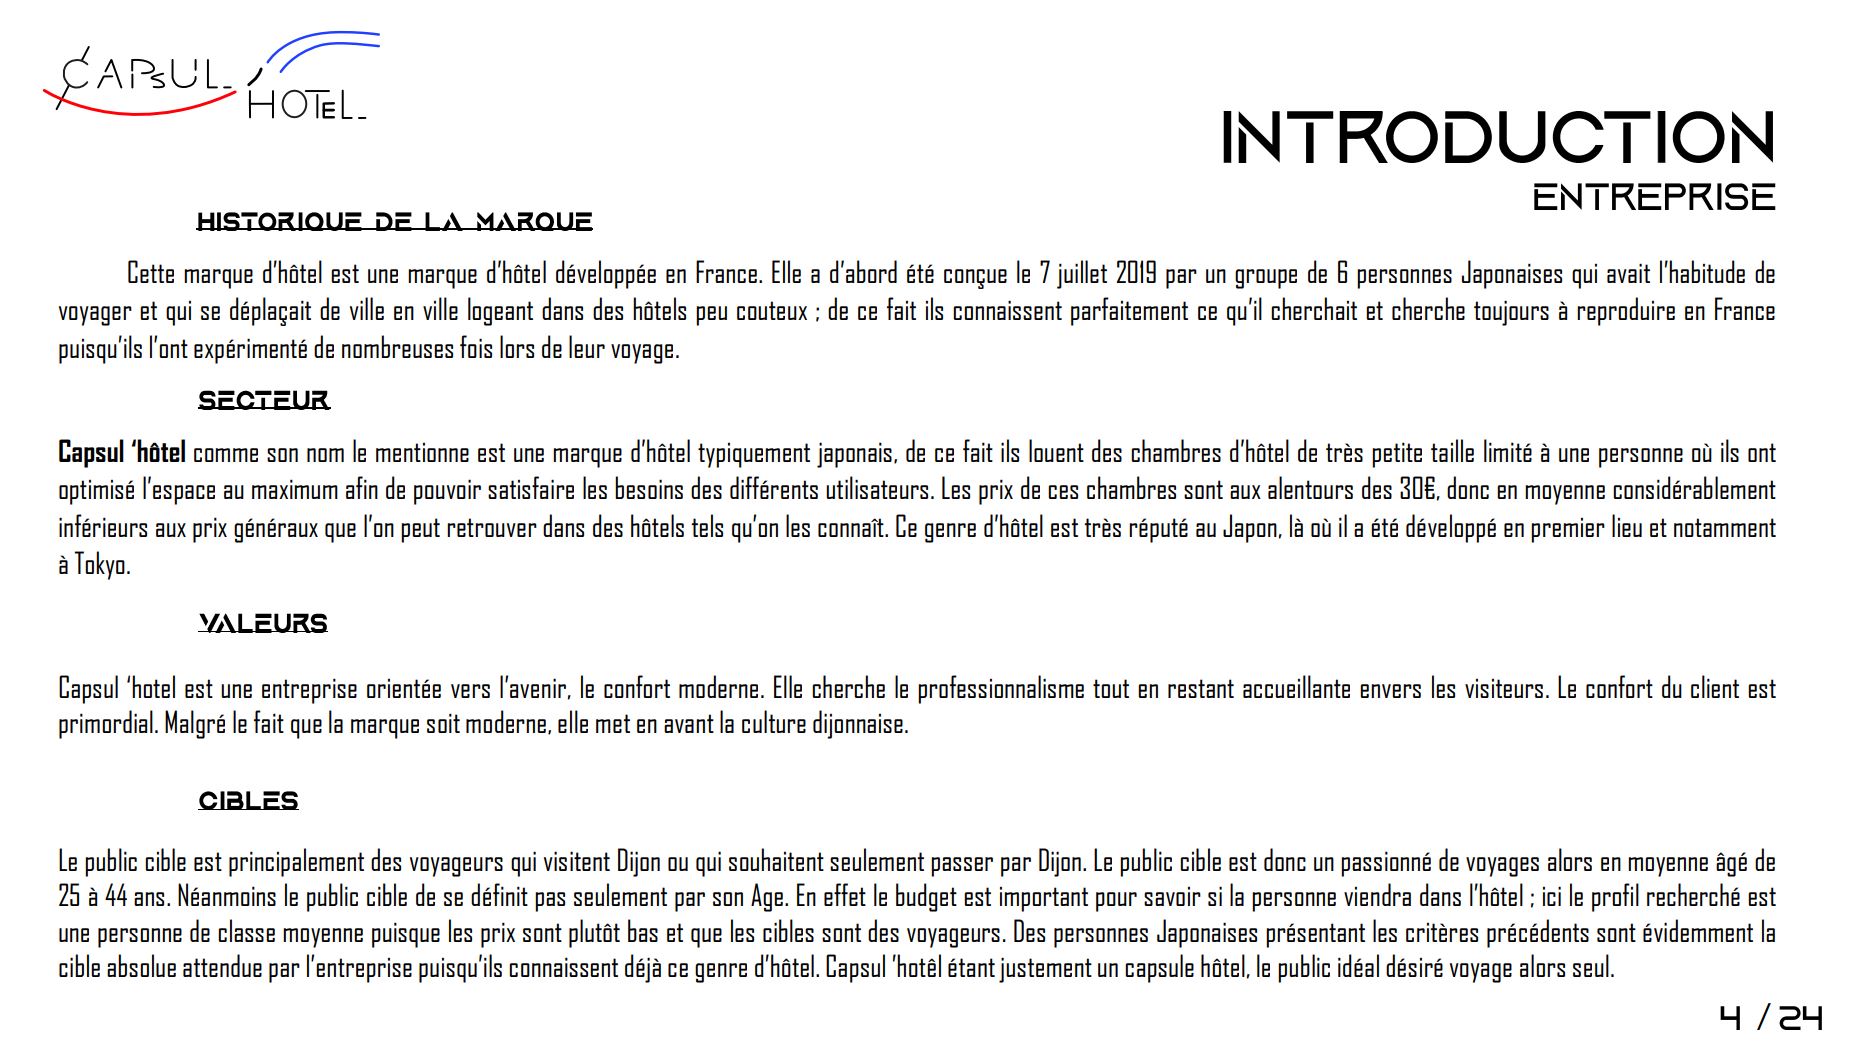 CAPSUL_'
HOTEL_
INTRODUCTION
ENTREPRISE
HISTORIQUE DE LA MARQUE
Cette marque d'hôtel est une marque d'hôtel développée en France. Elle a d'abord été conçue le 7 juillet 2019 par un groupe de 6 personnes Japonaises qui avait l'habitude de
voyager et qui se déplaçait de ville en ville logeant dans des hôtels peu couteux ; de ce fait ils connaissent parfaitement ce qu'il cherchait et cherche toujours à reproduire en France
puisqu'ils l'ont expérimenté de nombreuses fois lors de leur voyage.
SECTEUR
Capsul 'hôtel comme son nom le mentionne est une marque d'hôtel typiquement japonais, de ce fait ils louent des chambres d'hôtel de très petite taille limité à une personne où ils ont
optimisé l'espace au maximum afin de pouvoir satisfaire les besoins des différents utilisateurs. Les prix de ces chambres sont aux alentours des 30€, donc en moyenne considérablement
inférieurs aux prix généraux que l'on peut retrouver dans des hôtels tels qu'on les connaît. Ce genre d'hôtel est très réputé au Japon, là où il a été développé en premier lieu et notamment
à Tokyo.
VALEURS
Capsul 'hotel est une entreprise orientée vers l'avenir, le confort moderne. Elle cherche le professionnalisme tout en restant accueillante envers les visiteurs. Le confort du client est
primordial. Malgré le fait que la marque soit moderne, elle met en avant la culture dijonnaise.
CIBLES
Le public cible est principalement des voyageurs qui visitent Dijon ou qui souhaitent seulement passer par Dijon. Le public cible est donc un passionné de voyages alors en moyenne âgé de
25 à 44 ans. Néanmoins le public cible de se définit pas seulement par son Age. En effet le budget est important pour savoir si la personne viendra dans l'hôtel ; ici le profil recherché est
une personne de classe moyenne puisque les prix sont plutôt bas et que les cibles sont des voyageurs. Des personnes Japonaises présentant les critères précédents sont évidemment la
cible absolue attendue par l'entreprise puisqu'ils connaissent déjà ce genre d'hôtel. Capsul 'hotêl étant justement un capsule hôtel, le public idéal désiré voyage alors seul.
4 / 24